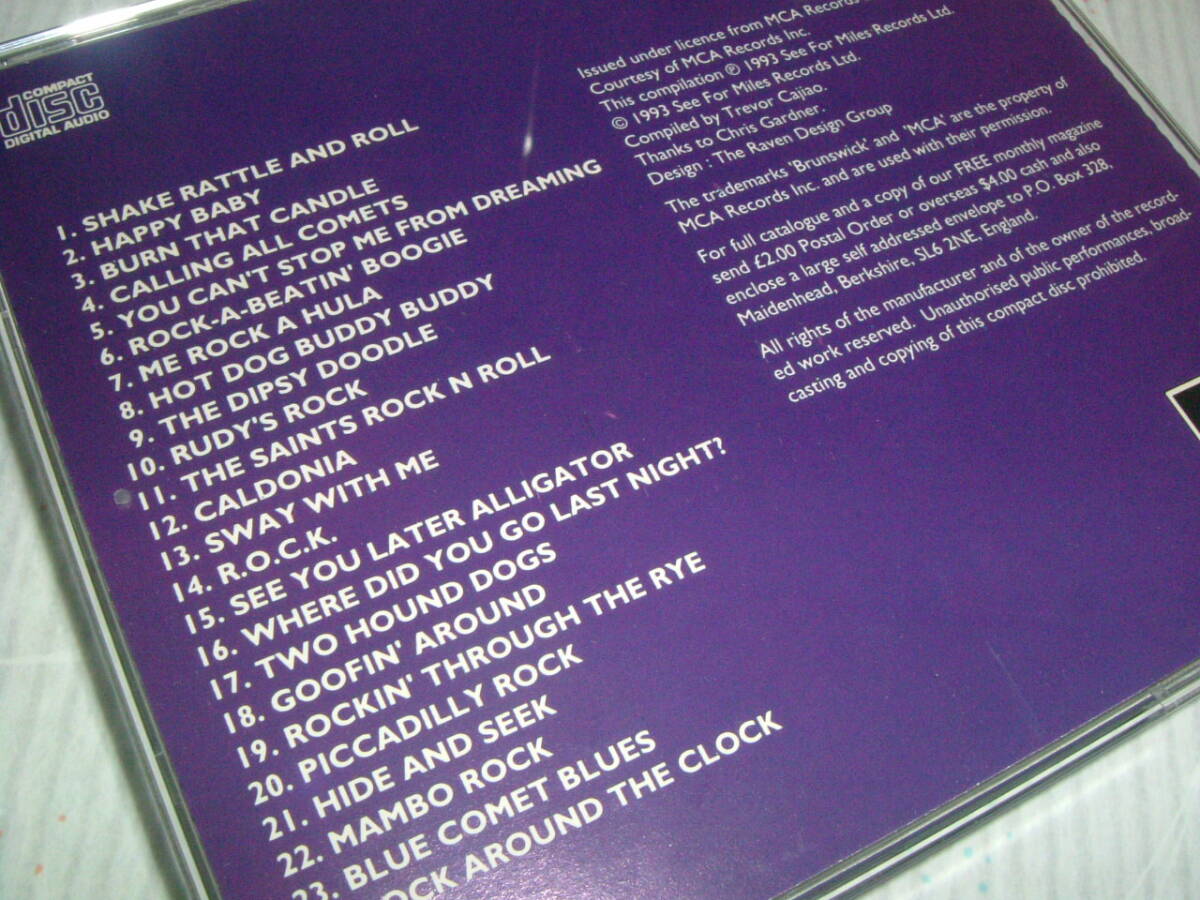 COMPACT
disc
DIGITAL AUDIO
1. SHAKE RATTLE AND ROLL
2. HAPPY BABY
3. BURN THAT CANDLE
4. CALLING ALL COMETS
5. YOU CAN'T STOP ME FROM DREAMING
6. ROCK-A-BEATIN' BOOGIE
7. ME ROCK A HULA
8. HOT DOG BUDDY BUDDY
9. THE DIPSY DOODLE
10. RUDY'S ROCK
11. THE SAINTS ROCK N ROLL
12. CALDONIA
13. SWAY WITH ME
14. R.O.C.K.
15. SEE YOU LATER ALLIGATOR
16. WHERE DID YOU GO LAST NIGHT?
17. TWO HOUND DOGS
18. GOOFIN' AROUND
19. ROCKIN' THROUGH THE RYE
20. PICCADILLY ROCK
21. HIDE AND SEEK
22. MAMBO ROCK
23. BLUE COMET BLUES
OCK AROUND THE CLOCK
Issued under licence from MCA Records
Courtesy of MCA Records Inc.
This compilation ℗ 1993 See For Miles Records Ltd.
© 1993 See For Miles Records Ltd.
Compiled by Trevor Cajiao.
Thanks to Chris Gardner.
Design : The Raven Design Group
The trademarks 'Brunswick' and 'MCA' are the property of
MCA Records Inc. and are used with their permission.
For full catalogue and a copy of our FREE monthly magazine
send £2.00 Postal Order or overseas $4.00 cash and also
enclose a large self addressed envelope to P.O. Box 328,
Maidenhead, Berkshire, SL6 2NE, England.
All rights of the manufacturer and of the owner of the record-
ed work reserved. Unauthorised public performances, broad-
casting and copying of this compact disc prohibited.